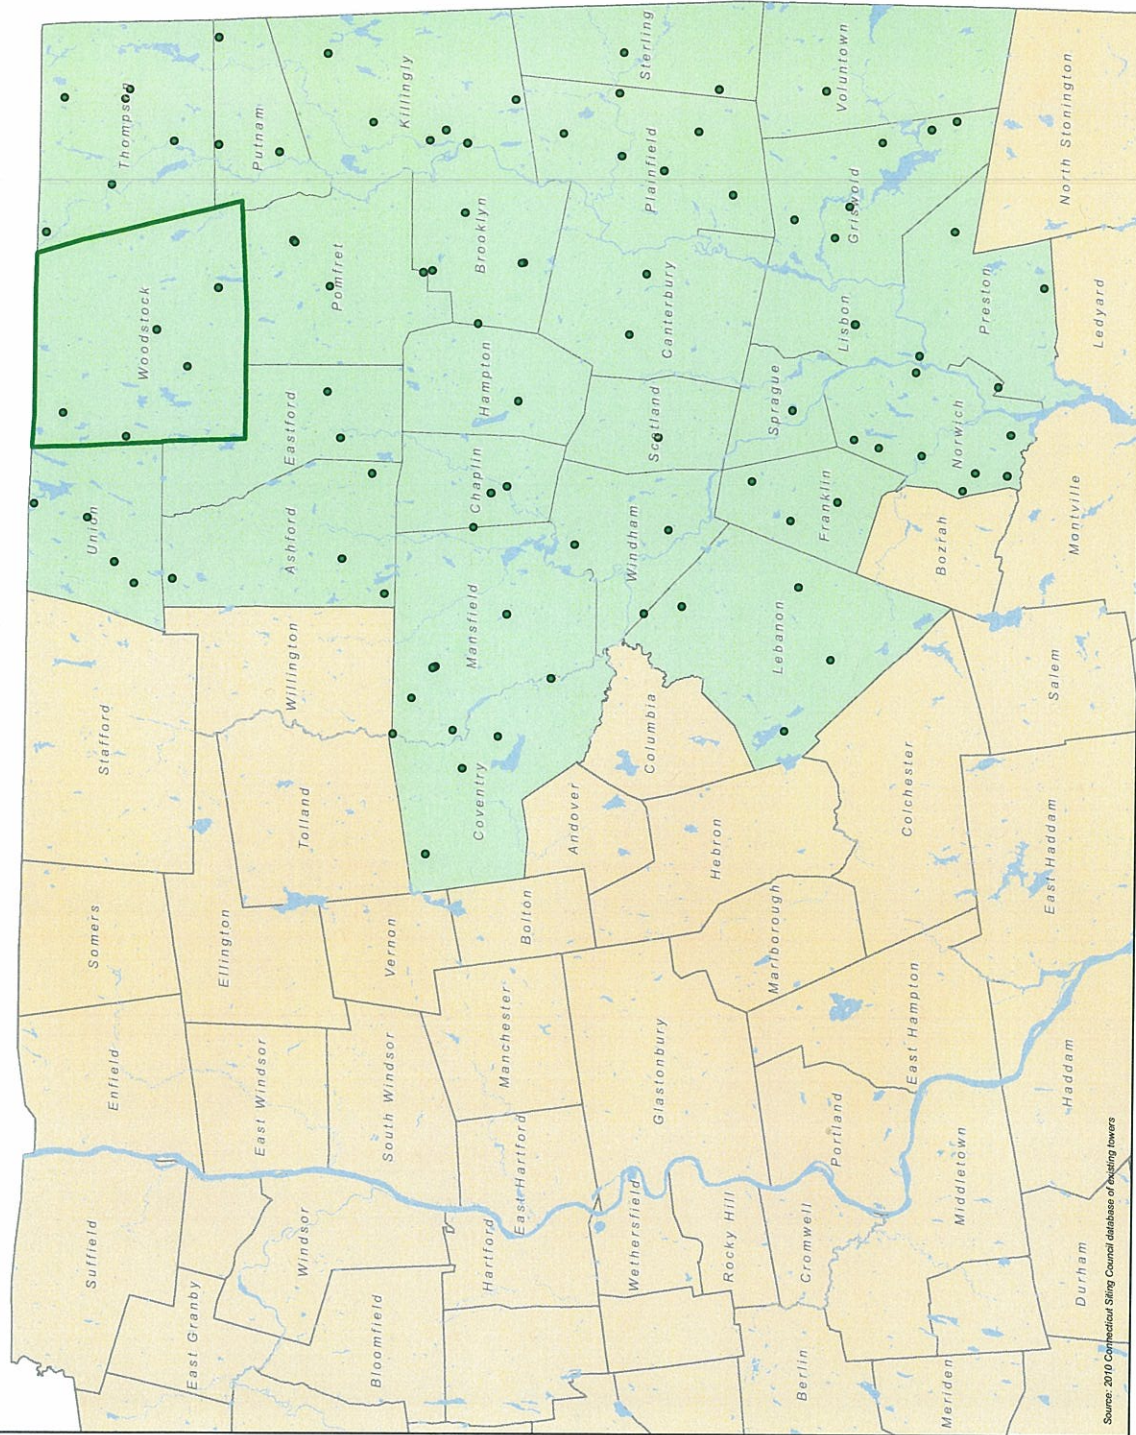 Suffield
Enfield
Somers
Stafford
Union
Woodstock
Thompson
East Granby
Windsor
East Windsor
Ellington
Tolland
Willington
Ashford
Eastford
Pomfret
Putnam
Bloomfield
South Windsor
Vernon
Killingly
Hartford
East Hartford
Manchester
Bolton
Coventry
Mansfield
Chaplin
Hampton
Brooklyn
Wethersfield
Glastonbury
Andover
Columbia
Windham
Scotland
Canterbury
Plainfield
Sterling
Rocky Hill
Hebron
Lebanon
Sprague
Berlin
Cromwell
Portland
Marlborough
Franklin
Lisbon
Griswold
Voluntown
Meriden
Middletown
East Hampton
Colchester
Bozrah
Norwich
Preston
Durham
Haddam
East Haddam
Salem
Montville
Ledyard
North Stonington
Source: 2010 Connecticut Siting Council database of existing towers